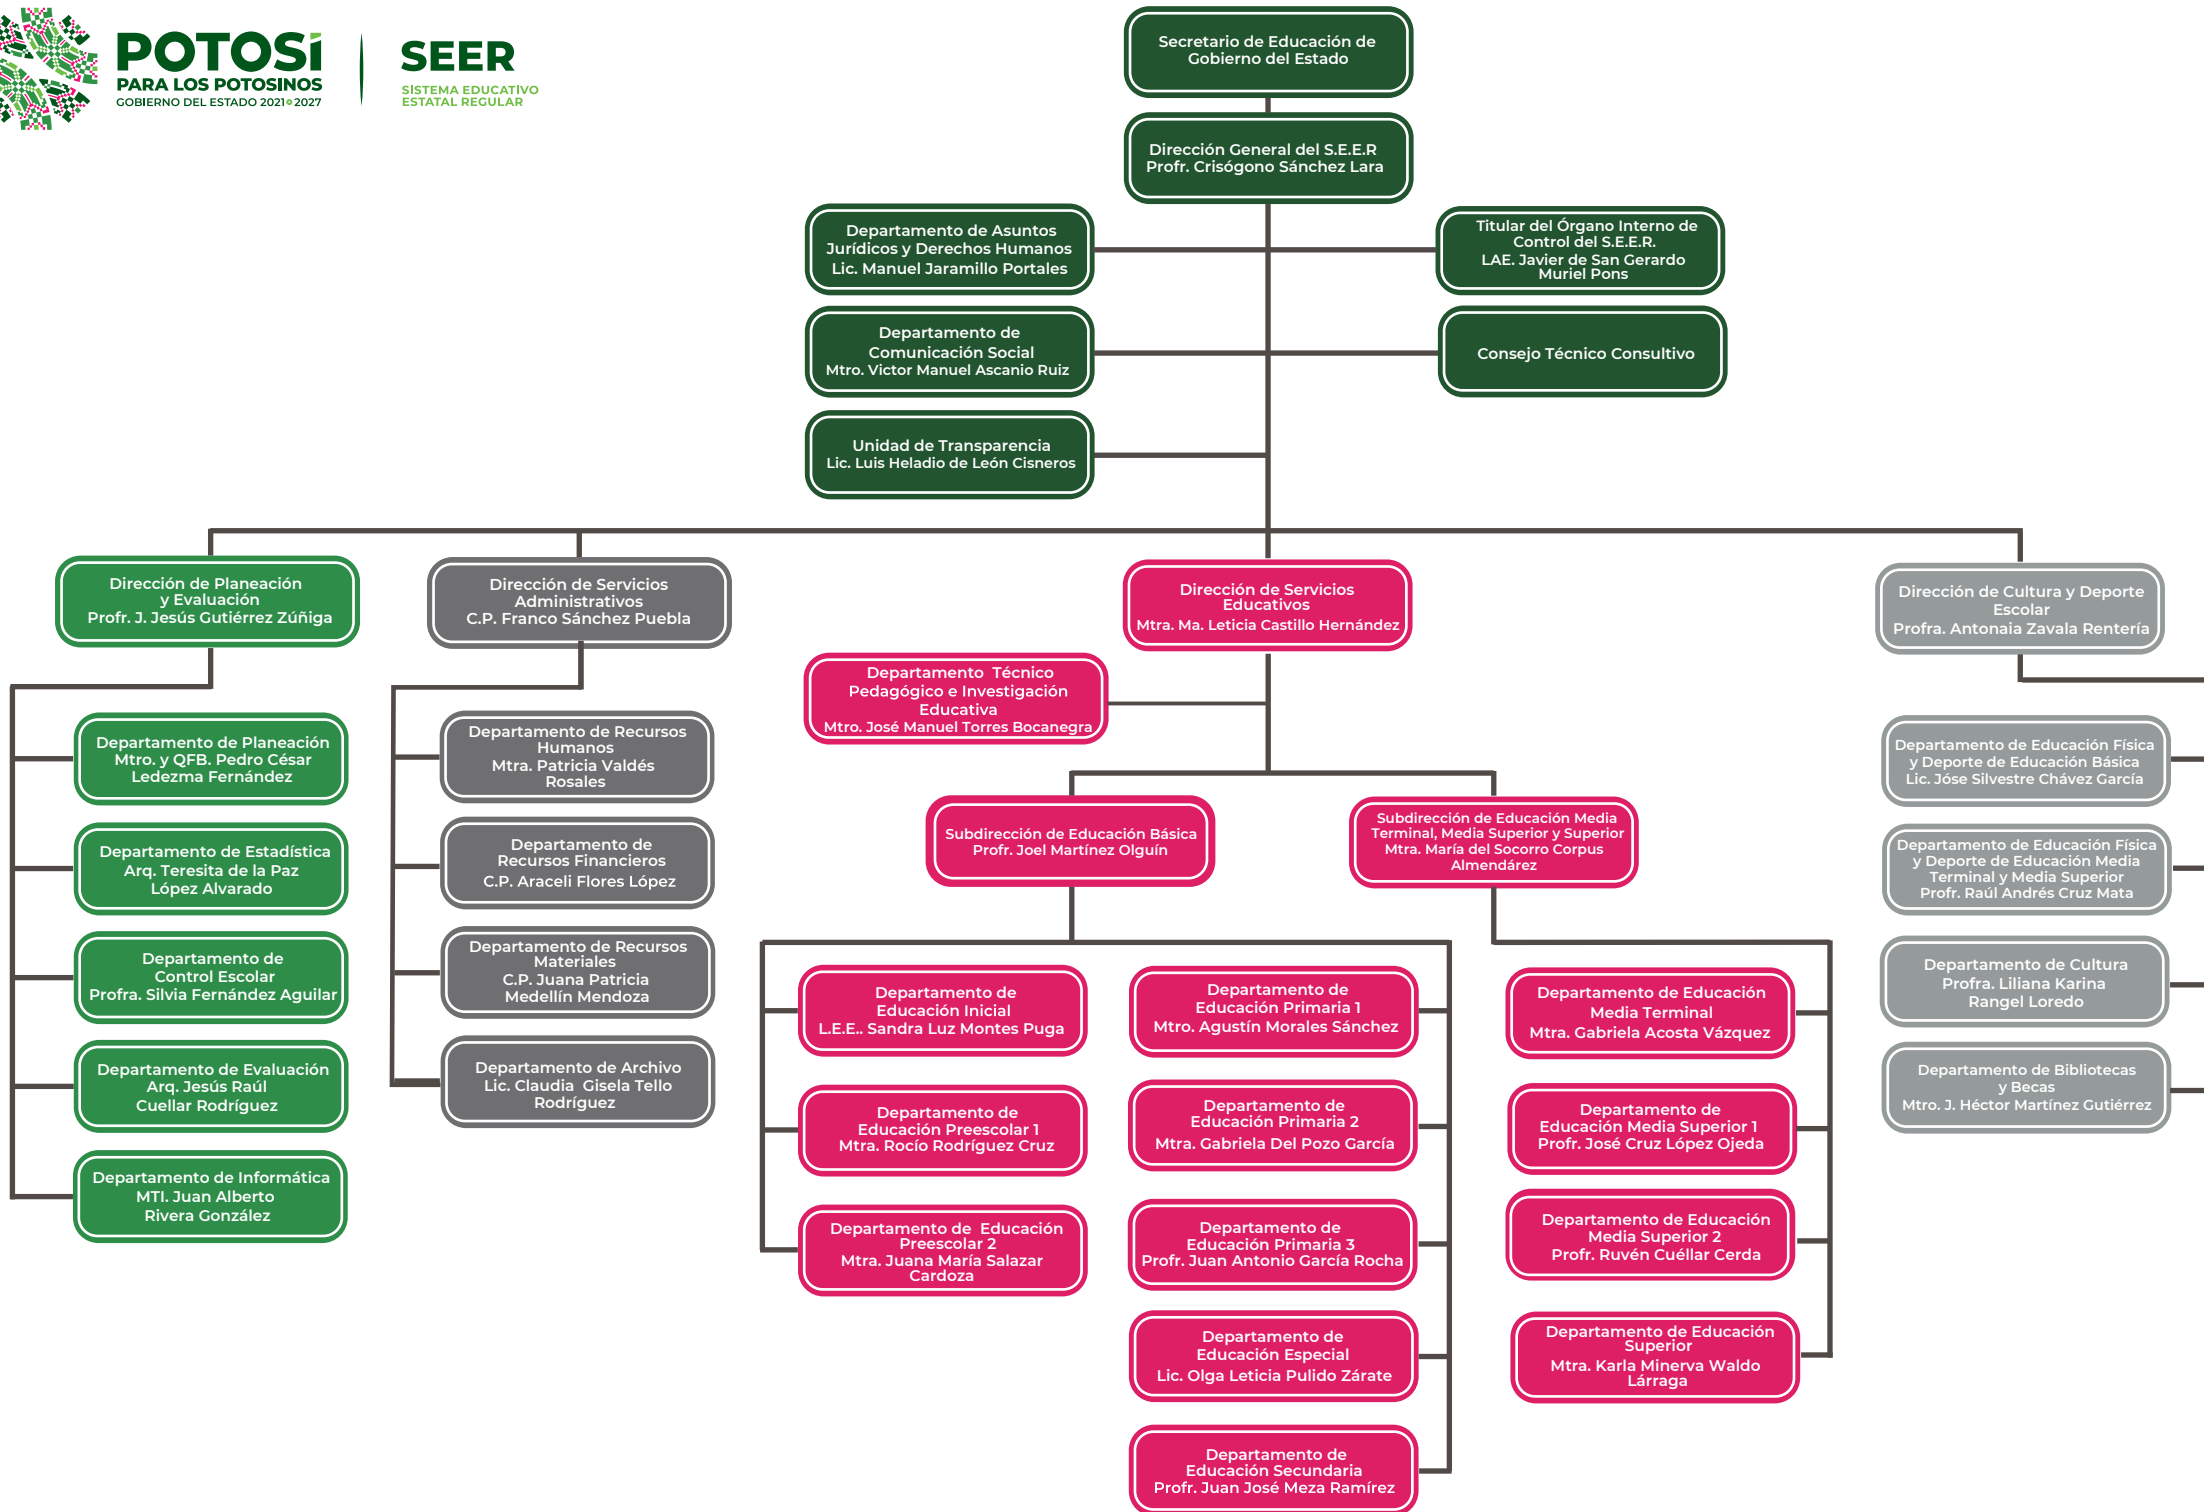 POTOSÍ
PARA LOS POTOSINOS
GOBIERNO DEL ESTADO 2021 2027
SEER
SISTEMA EDUCATIVO
ESTATAL REGULAR
Secretario de Educación de
Gobierno del Estado
Dirección General del S.E.E.R
Profr. Crisógono Sánchez Lara
Departamento de Asuntos
Jurídicos y Derechos Humanos
Lic. Manuel Jaramillo Portales
Titular del Órgano Interno de
Control del S.E.E.R.
LAE. Javier de San Gerardo
Muriel Pons
Departamento de
Comunicación Social
Mtro. Victor Manuel Ascanio Ruiz
Consejo Técnico Consultivo
Unidad de Transparencia
Lic. Luis Heladio de León Cisneros
Dirección de Planeación
y Evaluación
Profr. J. Jesús Gutiérrez Zúñiga
Departamento de Planeación
Mtro. y QFB. Pedro César
Ledezma Fernández
Departamento de Estadística
Arq. Teresita de la Paz
López Alvarado
Departamento de
Control Escolar
Profra. Silvia Fernández Aguilar
Departamento de Evaluación
Arq. Jesús Raúl
Cuellar Rodríguez
Departamento de Informática
MTI. Juan Alberto
Rivera González
Dirección de Servicios
Administrativos
C.P. Franco Sánchez Puebla
Departamento de Recursos
Humanos
Mtra. Patricia Valdés
Rosales
Departamento de
Recursos Financieros
C.P. Araceli Flores López
Departamento de Recursos
Materiales
C.P. Juana Patricia
Medellín Mendoza
Departamento de Archivo
Lic. Claudia Gisela Tello
Rodríguez
Dirección de Servicios
Educativos
Mtra. Ma. Leticia Castillo Hernández
Departamento Técnico
Pedagógico e Investigación
Educativa
Mtro. José Manuel Torres Bocanegra
Subdirección de Educación Básica
Profr. Joel Martínez Olguín
Departamento de
Educación Inicial
L.E.E.. Sandra Luz Montes Puga
Departamento de
Educación Preescolar 1
Mtra. Rocío Rodríguez Cruz
Departamento de Educación
Preescolar 2
Mtra. Juana María Salazar
Cardoza
Departamento de
Educación Primaria 1
Mtro. Agustín Morales Sánchez
Departamento de
Educación Primaria 2
Mtra. Gabriela Del Pozo García
Departamento de
Educación Primaria 3
Profr. Juan Antonio García Rocha
Departamento de
Educación Especial
Lic. Olga Leticia Pulido Zárate
Departamento de
Educación Secundaria
Profr. Juan José Meza Ramírez
Subdirección de Educación Media
Terminal, Media Superior y Superior
Mtra. María del Socorro Corpus
Almendárez
Departamento de Educación
Media Terminal
Mtra. Gabriela Acosta Vázquez
Departamento de
Educación Media Superior 1
Profr. José Cruz López Ojeda
Departamento de Educación
Media Superior 2
Profr. Ruvén Cuéllar Cerda
Departamento de Educación
Superior
Mtra. Karla Minerva Waldo
Lárraga
Dirección de Cultura y Deporte
Escolar
Profra. Antonaia Zavala Rentería
Departamento de Educación Física
y Deporte de Educación Básica
Lic. Jóse Silvestre Chávez García
Departamento de Educación Física
y Deporte de Educación Media
Terminal y Media Superior
Profr. Raúl Andrés Cruz Mata
Departamento de Cultura
Profra. Liliana Karina
Rangel Loredo
Departamento de Bibliotecas
y Becas
Mtro. J. Héctor Martínez Gutiérrez